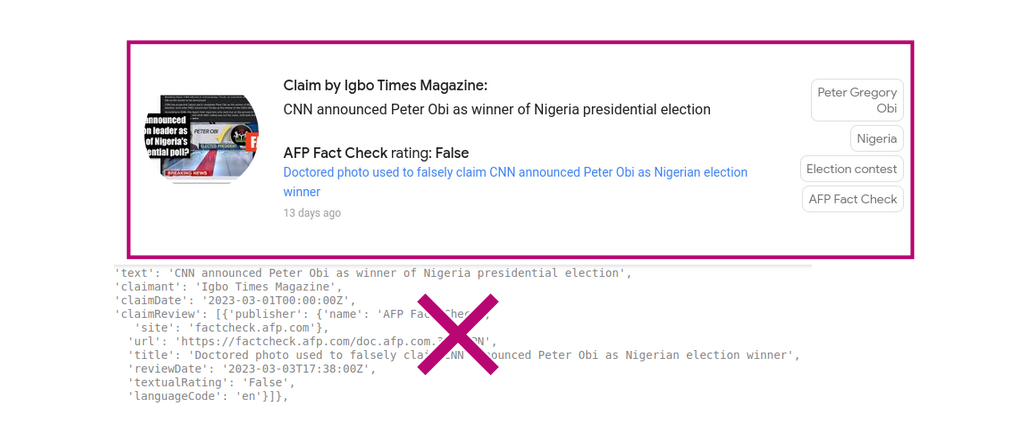 Claim by Igbo Times Magazine:
CNN announced Peter Obi as winner of Nigeria presidential election
AFP Fact Check rating: False
Doctored photo used to falsely claim CNN announced Peter Obi as Nigerian election
winner
13 days ago
Peter Gregory
Obi
Nigeria
Election contest
AFP Fact Check
announced
on leader as
of Nigeria's
ential poll?
PETER OBI
BREAKING NEWS
'text': 'CNN announced Peter Obi as winner of Nigeria presidential election',
'claimant': 'Igbo Times Magazine',
'claimDate': '2023-03-01T00:00:00Z',
'claimReview': [{'publisher': {'name': 'AFP Fact Check',
'site': 'factcheck.afp.com'},
'url': 'https://factcheck.afp.com/doc.afp.com.
'title': 'Doctored photo used to falsely claim CNN announced Peter Obi as Nigerian election winner',
'reviewDate': '2023-03-03T17:38:00Z',
'textualRating': 'False',
'languageCode': 'en'}]},